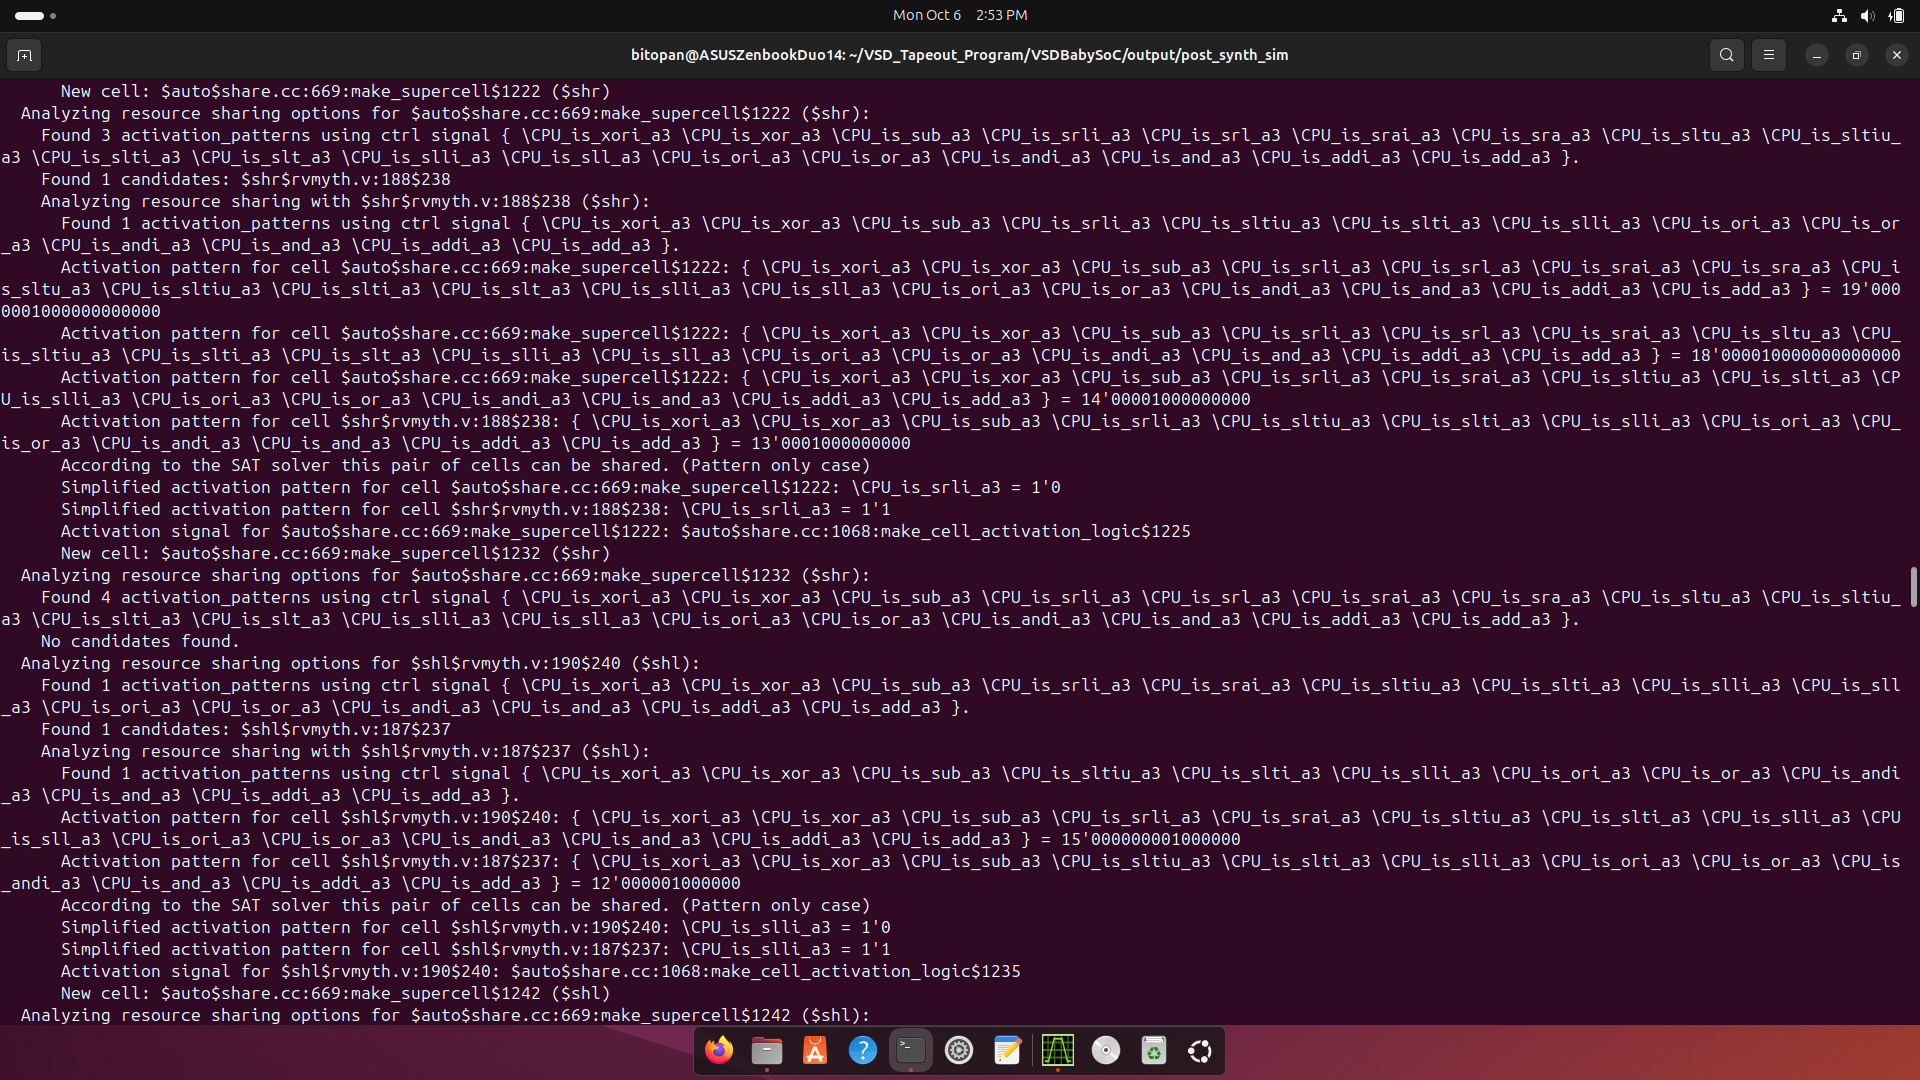 Mon Oct 6 2:53 PM
bitopan@ASUSZenbookDuo14: ~/VSD_Tapeout_Program/VSDBabySoC/output/post_synth_sim
New cell: $auto$share.cc:669:make_supercell$1222 ($shr)
Analyzing resource sharing options for $auto$share.cc:669:make_supercell$1222 ($shr):
Found 3 activation_patterns using ctrl signal { \CPU_is_xori_a3 \CPU_is_xor_a3 \CPU_is_sub_a3 \CPU_is_srli_a3 \CPU_is_srl_a3 \CPU_is_srai_a3 \CPU_is_sra_a3 \CPU_is_sltu_a3 \CPU_is_sltiu_
a3 \CPU_is_slti_a3 \CPU_is_slt_a3 \CPU_is_slli_a3 \CPU_is_sll_a3 \CPU_is_ori_a3 \CPU_is_or_a3 \CPU_is_andi_a3 \CPU_is_and_a3 \CPU_is_addi_a3 \CPU_is_add_a3 }.
Found 1 candidates: $shr$rvmyth.v:188$238
Analyzing resource sharing with $shr$rvmyth.v:188$238 ($shr):
Found 1 activation_patterns using ctrl signal { \CPU_is_xori_a3 \CPU_is_xor_a3 \CPU_is_sub_a3 \CPU_is_srli_a3 \CPU_is_sltiu_a3 \CPU_is_slti_a3 \CPU_is_slli_a3 \CPU_is_ori_a3 \CPU_is_or
_a3 \CPU_is_andi_a3 \CPU_is_and_a3 \CPU_is_addi_a3 \CPU_is_add_a3 }.
Activation pattern for cell $auto$share.cc:669:make_supercell$1222: { \CPU_is_xori_a3 \CPU_is_xor_a3 \CPU_is_sub_a3 \CPU_is_srli_a3 \CPU_is_srl_a3 \CPU_is_srai_a3 \CPU_is_sra_a3 \CPU_i
s_sltu_a3 \CPU_is_sltiu_a3 \CPU_is_slti_a3 \CPU_is_slt_a3 \CPU_is_slli_a3 \CPU_is_sll_a3 \CPU_is_ori_a3 \CPU_is_or_a3 \CPU_is_andi_a3 \CPU_is_and_a3 \CPU_is_addi_a3 \CPU_is_add_a3 } = 19'000
0001000000000000
Activation pattern for cell $auto$share.cc:669:make_supercell$1222: { \CPU_is_xori_a3 \CPU_is_xor_a3 \CPU_is_sub_a3 \CPU_is_srli_a3 \CPU_is_srl_a3 \CPU_is_srai_a3 \CPU_is_sltu_a3 \CPU_
is_sltiu_a3 \CPU_is_slti_a3 \CPU_is_slt_a3 \CPU_is_slli_a3 \CPU_is_sll_a3 \CPU_is_ori_a3 \CPU_is_or_a3 \CPU_is_andi_a3 \CPU_is_and_a3 \CPU_is_addi_a3 \CPU_is_add_a3 } = 18'000010000000000000
Activation pattern for cell $auto$share.cc:669:make_supercell$1222: { \CPU_is_xori_a3 \CPU_is_xor_a3 \CPU_is_sub_a3 \CPU_is_srli_a3 \CPU_is_srai_a3 \CPU_is_sltiu_a3 \CPU_is_slti_a3 \CP
U_is_slli_a3 \CPU_is_ori_a3 \CPU_is_or_a3 \CPU_is_andi_a3 \CPU_is_and_a3 \CPU_is_addi_a3 \CPU_is_add_a3 } = 14'00001000000000
Activation pattern for cell $shr$rvmyth.v:188$238: { \CPU_is_xori_a3 \CPU_is_xor_a3 \CPU_is_sub_a3 \CPU_is_srli_a3 \CPU_is_sltiu_a3 \CPU_is_slti_a3 \CPU_is_slli_a3 \CPU_is_ori_a3 \CPU_
is_or_a3 \CPU_is_andi_a3 \CPU_is_and_a3 \CPU_is_addi_a3 \CPU_is_add_a3 } = 13'0001000000000
According to the SAT solver this pair of cells can be shared. (Pattern only case)
Simplified activation pattern for cell $auto$share.cc:669:make_supercell$1222: \CPU_is_srli_a3 = 1'0
Simplified activation pattern for cell $shr$rvmyth.v:188$238: \CPU_is_srli_a3 = 1'1
Activation signal for $auto$share.cc:669:make_supercell$1222: $auto$share.cc:1068:make_cell_activation_logic$1225
New cell: $auto$share.cc:669:make_supercell$1232 ($shr)
Analyzing resource sharing options for $auto$share.cc:669:make_supercell$1232 ($shr):
Found 4 activation_patterns using ctrl signal { \CPU_is_xori_a3 \CPU_is_xor_a3 \CPU_is_sub_a3 \CPU_is_srli_a3 \CPU_is_srl_a3 \CPU_is_srai_a3 \CPU_is_sra_a3 \CPU_is_sltu_a3 \CPU_is_sltiu_
a3 \CPU_is_slti_a3 \CPU_is_slt_a3 \CPU_is_slli_a3 \CPU_is_sll_a3 \CPU_is_ori_a3 \CPU_is_or_a3 \CPU_is_andi_a3 \CPU_is_and_a3 \CPU_is_addi_a3 \CPU_is_add_a3 }.
No candidates found.
Analyzing resource sharing options for $shl$rvmyth.v:190$240 ($shl):
Found 1 activation_patterns using ctrl signal { \CPU_is_xori_a3 \CPU_is_xor_a3 \CPU_is_sub_a3 \CPU_is_srli_a3 \CPU_is_srai_a3 \CPU_is_sltiu_a3 \CPU_is_slti_a3 \CPU_is_slli_a3 \CPU_is_sll
_a3 \CPU_is_ori_a3 \CPU_is_or_a3 \CPU_is_andi_a3 \CPU_is_and_a3 \CPU_is_addi_a3 \CPU_is_add_a3 }.
Found 1 candidates: $shl$rvmyth.v:187$237
Analyzing resource sharing with $shl$rvmyth.v:187$237 ($shl):
Found 1 activation_patterns using ctrl signal { \CPU_is_xori_a3 \CPU_is_xor_a3 \CPU_is_sub_a3 \CPU_is_sltiu_a3 \CPU_is_slti_a3 \CPU_is_slli_a3 \CPU_is_ori_a3 \CPU_is_or_a3 \CPU_is_andi
_a3 \CPU_is_and_a3 \CPU_is_addi_a3 \CPU_is_add_a3 }.
Activation pattern for cell $shl$rvmyth.v:190$240: { \CPU_is_xori_a3 \CPU_is_xor_a3 \CPU_is_sub_a3 \CPU_is_srli_a3 \CPU_is_srai_a3 \CPU_is_sltiu_a3 \CPU_is_slti_a3 \CPU_is_slli_a3 \CPU
_is_sll_a3 \CPU_is_ori_a3 \CPU_is_or_a3 \CPU_is_andi_a3 \CPU_is_and_a3 \CPU_is_addi_a3 \CPU_is_add_a3 } = 15'000000001000000
Activation pattern for cell $shl$rvmyth.v:187$237: { \CPU_is_xori_a3 \CPU_is_xor_a3 \CPU_is_sub_a3 \CPU_is_sltiu_a3 \CPU_is_slti_a3 \CPU_is_slli_a3 \CPU_is_ori_a3 \CPU_is_or_a3 \CPU_is
_andi_a3 \CPU_is_and_a3 \CPU_is_addi_a3 \CPU_is_add_a3 } = 12'000001000000
According to the SAT solver this pair of cells can be shared. (Pattern only case)
Simplified activation pattern for cell $shl$rvmyth.v:190$240: \CPU_is_slli_a3 = 1'0
Simplified activation pattern for cell $shl$rvmyth.v:187$237: \CPU_is_slli_a3 = 1'1
Activation signal for $shl$rvmyth.v:190$240: $auto$share.cc:1068:make_cell_activation_logic$1235
New cell: $auto$share.cc:669:make_supercell$1242 ($shl)
Analyzing resource sharing options for $auto$share.cc:669:make_supercell$1242 ($shl):